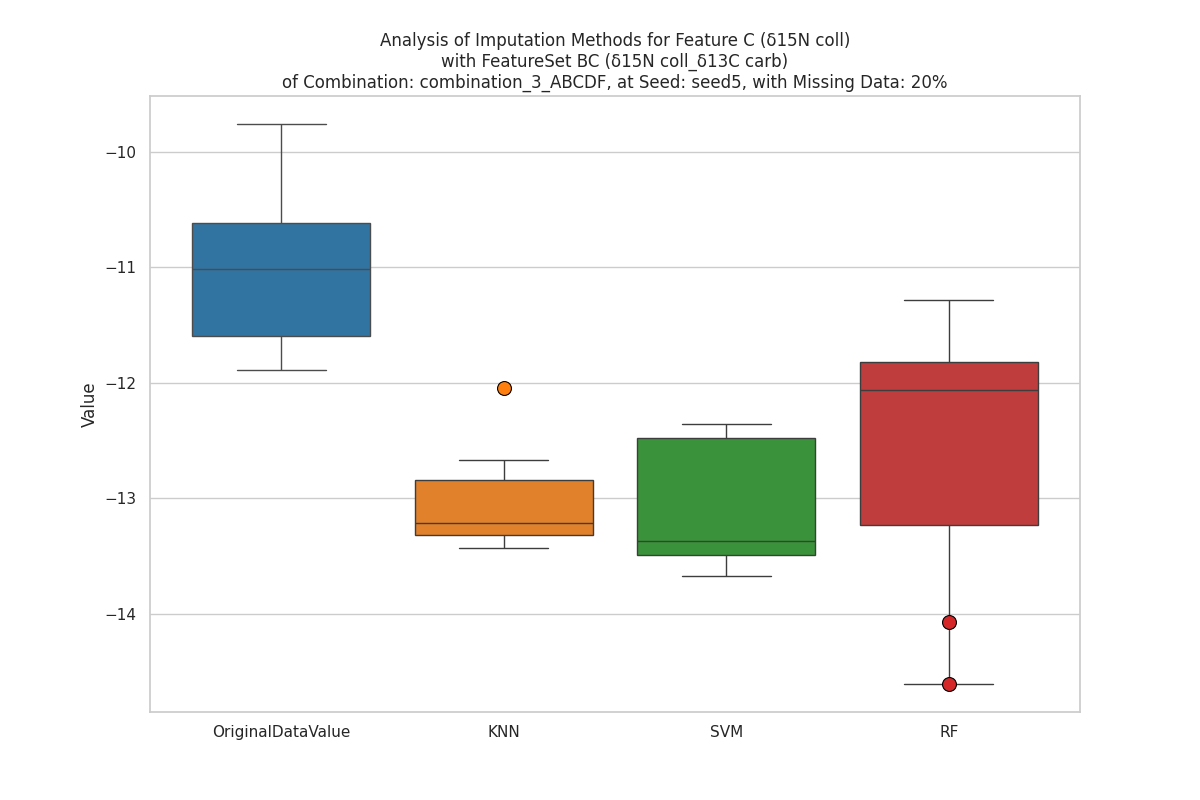 Analysis of Imputation Methods for Feature C (δ15N coll)
with FeatureSet BC (δ15N coll_δ13C carb)
of Combination: combination_3_ABCDF, at Seed: seed5, with Missing Data: 20%
−10
−11
−12
−13
−14
Value
OriginalDataValue
KNN
SVM
RF